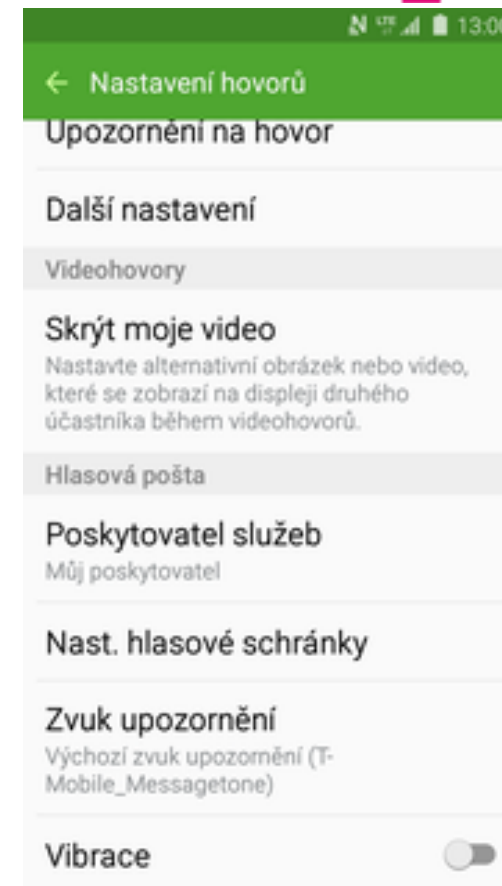 LTE 13:00
Nastavení hovorů
Upozornění na hovor
Další nastavení
Videohovory
Skrýt moje video
Nastavte alternativní obrázek nebo video,
které se zobrazí na displeji druhého
účastníka během videohovorů.
Hlasová pošta
Poskytovatel služeb
Můj poskytovatel
Nast. hlasové schránky
Zvuk upozornění
Výchozí zvuk upozornění (T-
Mobile_Messagetone)
Vibrace